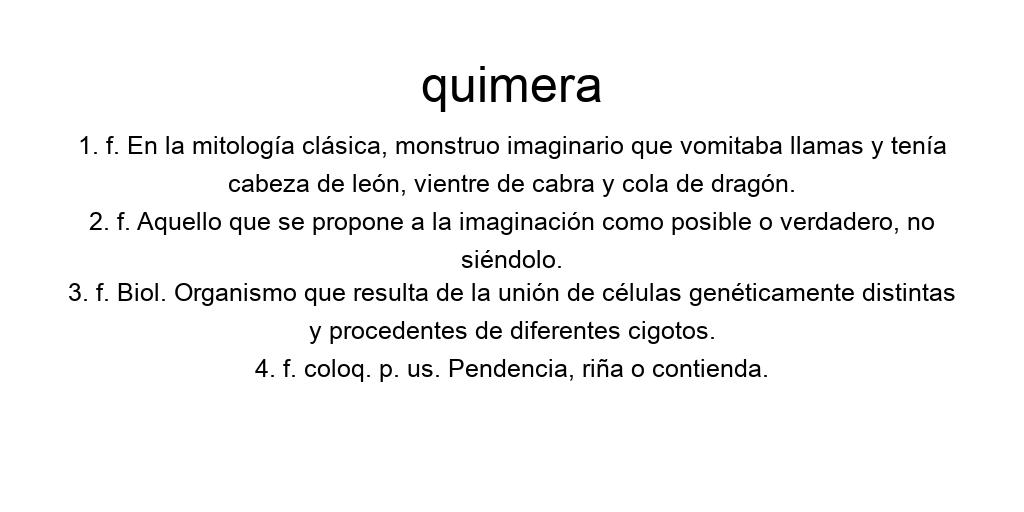 quimera
1. f. En la mitología clásica, monstruo imaginario que vomitaba llamas y tenía
cabeza de león, vientre de cabra y cola de dragón.
2. f. Aquello que se propone a la imaginación como posible o verdadero, no
siéndolo.
3. f. Biol. Organismo que resulta de la unión de células genéticamente distintas
y procedentes de diferentes cigotos.
4. f. coloq. p. us. Pendencia, riña o contienda.